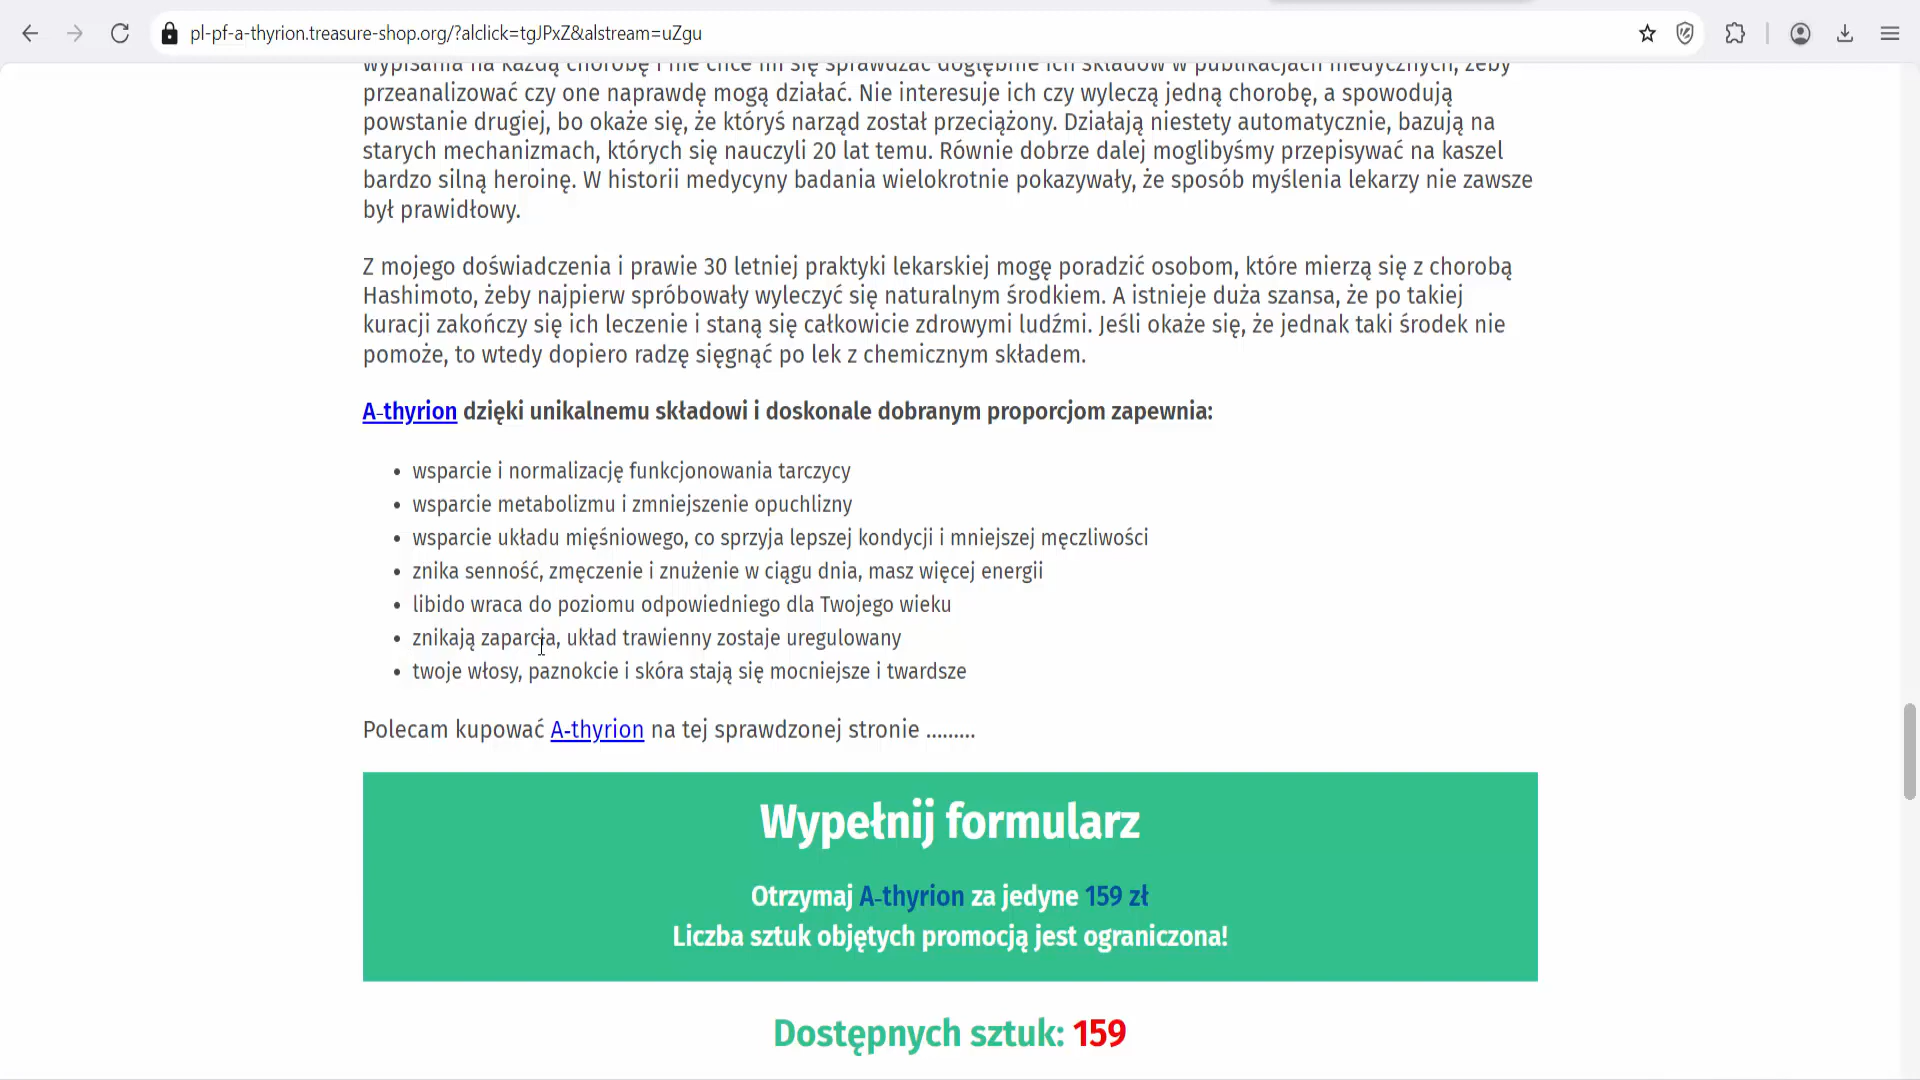 pl-pf-a-thyrion.treasure-shop.org/?alclick=tgJPxZ&alstream=uZgu
wypisania na każdą chorobę i nie chce im się sprawdzać dogłębnie ich składów w publikacjach medycznych, żeby
przeanalizować czy one naprawdę mogą działać. Nie interesuje ich czy wyleczą jedną chorobę, a spowodują
powstanie drugiej, bo okaże się, że któryś narząd został przeciążony. Działają niestety automatycznie, bazują na
starych mechanizmach, których się nauczyli 20 lat temu. Równie dobrze dalej moglibyśmy przepisywać na kaszel
bardzo silną heroinę. W historii medycyny badania wielokrotnie pokazywały, że sposób myślenia lekarzy nie zawsze
był prawidłowy.
Z mojego doświadczenia i prawie 30 letniej praktyki lekarskiej mogę poradzić osobom, które mierzą się z chorobą
Hashimoto, żeby najpierw spróbowały wyleczyć się naturalnym środkiem. A istnieje duża szansa, że po takiej
kuracji zakończy się ich leczenie i staną się całkowicie zdrowymi ludźmi. Jeśli okaże się, że jednak taki środek nie
pomoże, to wtedy dopiero radzę sięgnąć po lek z chemicznym składem.
A-thyrion dzięki unikalnemu składowi i doskonale dobranym proporcjom zapewnia:
• wsparcie i normalizację funkcjonowania tarczycy
• wsparcie metabolizmu i zmniejszenie opuchlizny
• wsparcie układu mięśniowego, co sprzyja lepszej kondycji i mniejszej męczliwości
• znika senność, zmęczenie i znużenie w ciągu dnia, masz więcej energii
• libido wraca do poziomu odpowiedniego dla Twojego wieku
• znikają zaparcia, układ trawienny zostaje uregulowany
• twoje włosy, paznokcie i skóra stają się mocniejsze i twardsze
Polecam kupować A-thyrion na tej sprawdzonej stronie .........
Wypełnij formularz
Otrzymaj A-thyrion za jedyne 159 zł
Liczba sztuk objętych promocją jest ograniczona!
Dostępnych sztuk: 159